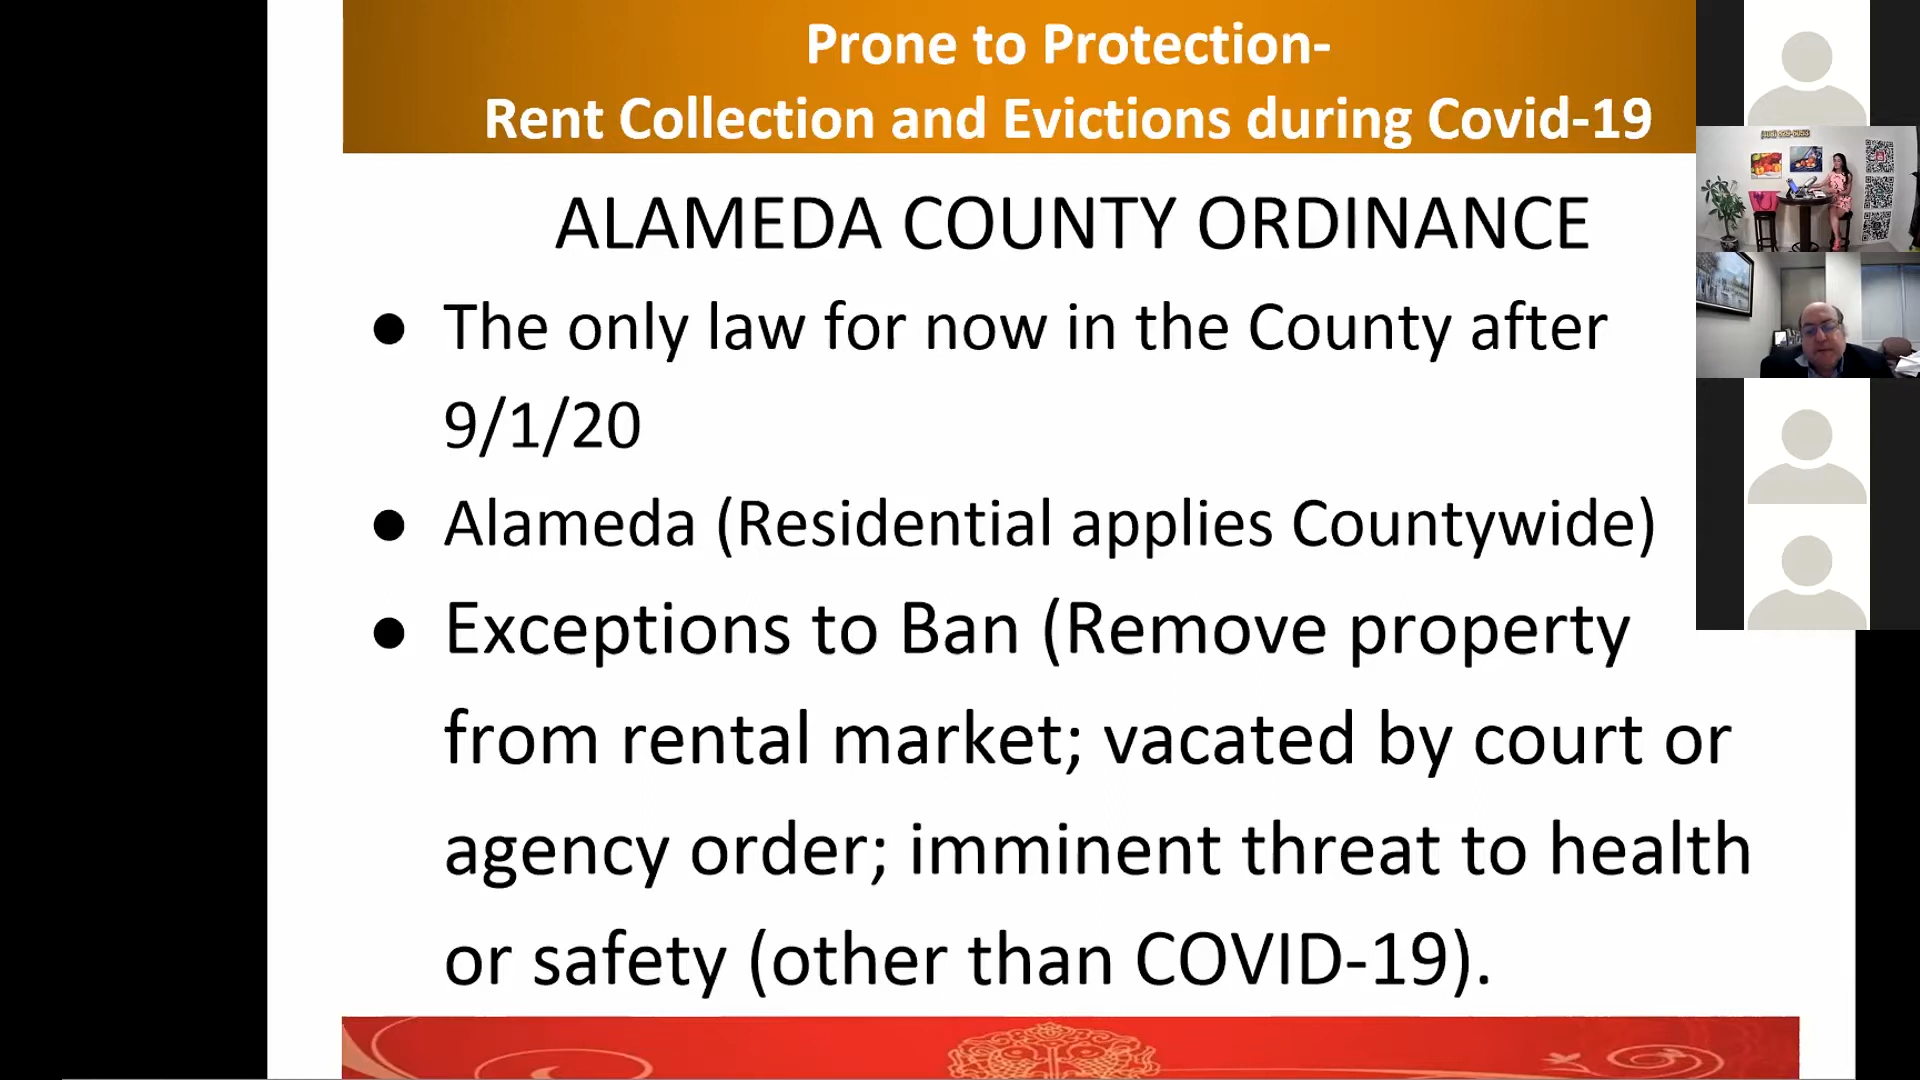 Prone to Protection-
Rent Collection and Evictions during Covid-19
ALAMEDA COUNTY ORDINANCE
● The only law for now in the County after
9/1/20
● Alameda (Residential applies Countywide)
● Exceptions to Ban (Remove property
from rental market; vacated by court or
agency order; imminent threat to health
or safety (other than COVID-19).